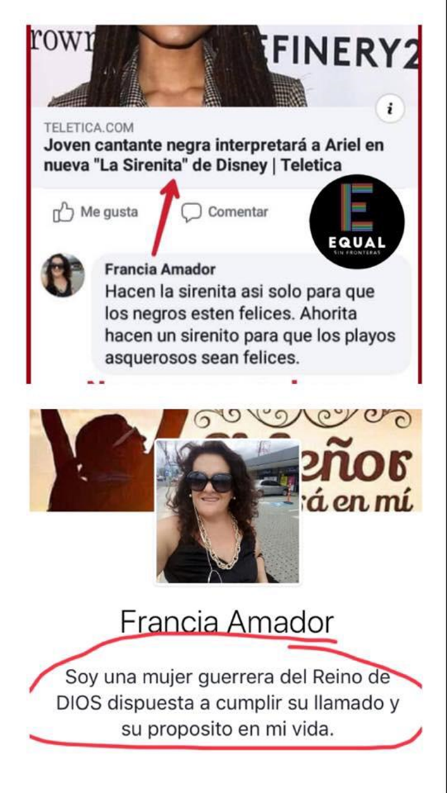 FINERY2
TELETICA.COM
Joven cantante negra interpretará a Ariel en
nueva "La Sirenita" de Disney | Teletica
Me gusta
Comentar
E
EQUAL
SIN FRONTERAS
Francia Amador
Hacen la sirenita asi solo para que
los negros esten felices. Ahorita
hacen un sirenito para que los playos
asquerosos sean felices.
eñor
á en mí
Francia Amador
Soy una mujer guerrera del Reino de
DIOS dispuesta a cumplir su llamado y
su proposito en mi vida.